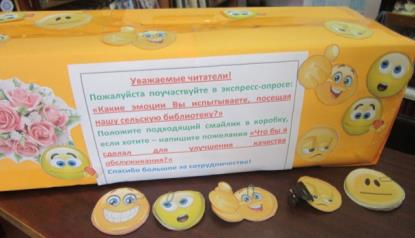 Уважаемые читатели!
Пожалуйста поучаствуйте в экспресс-опросе:
«Какие эмоции Вы испытываете, посещая
нашу сельскую библиотеку?»
Положите подходящий смайлик в коробку,
если хотите – напишите пожелания «Что бы я
сделал для улучшения качества
обслуживания?»
Спасибо большое за сотрудничество!